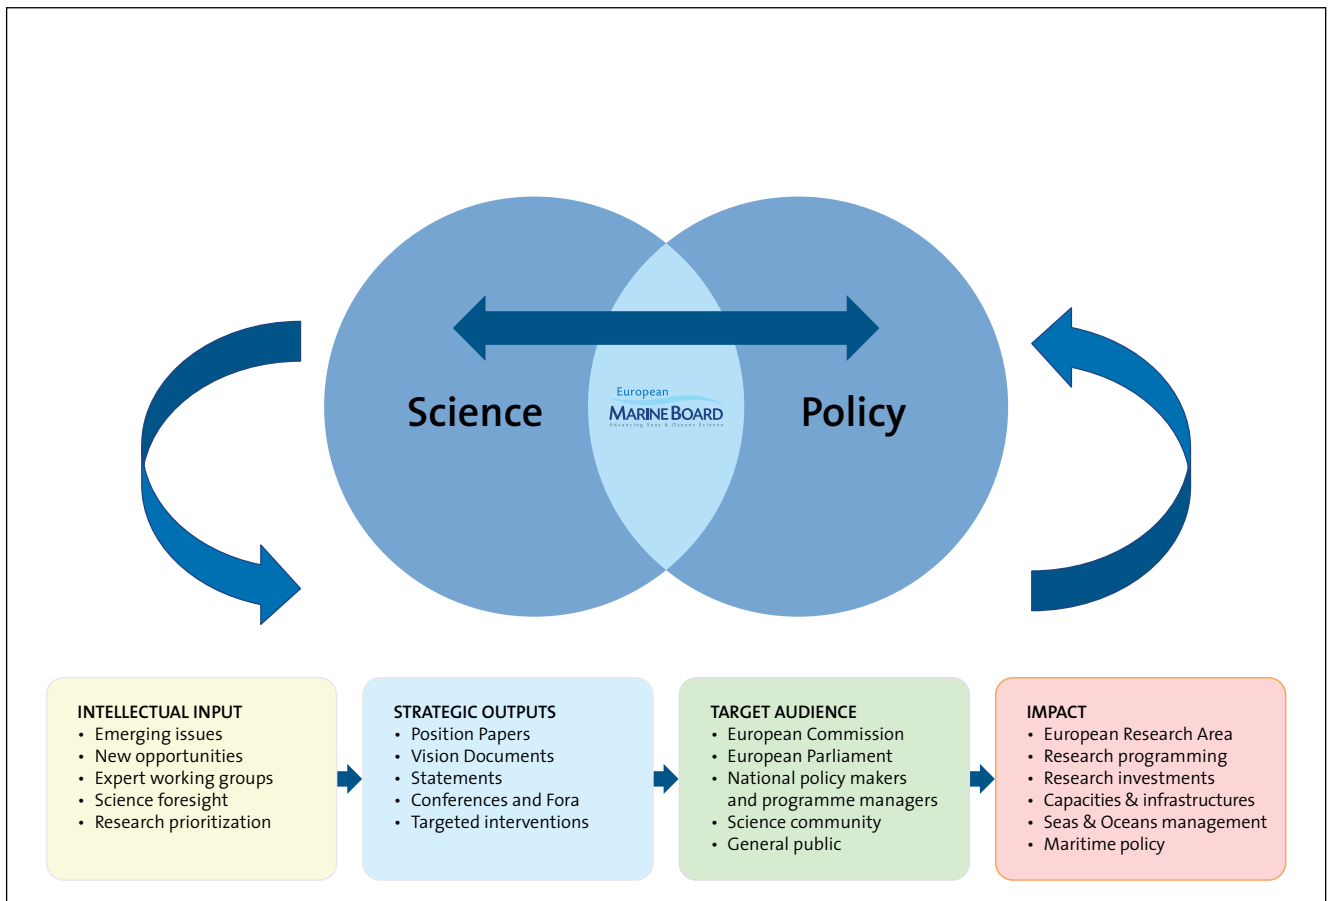 Science
European
MARINE BOARD
Advancing Seas & Oceans Science
Policy
INTELLECTUAL INPUT
• Emerging issues
• New opportunities
• Expert working groups
• Science foresight
• Research prioritization
STRATEGIC OUTPUTS
• Position Papers
• Vision Documents
• Statements
• Conferences and Fora
• Targeted interventions
TARGET AUDIENCE
• European Commission
• European Parliament
• National policy makers
and programme managers
• Science community
• General public
IMPACT
• European Research Area
• Research programming
• Research investments
• Capacities & infrastructures
• Seas & Oceans management
• Maritime policy